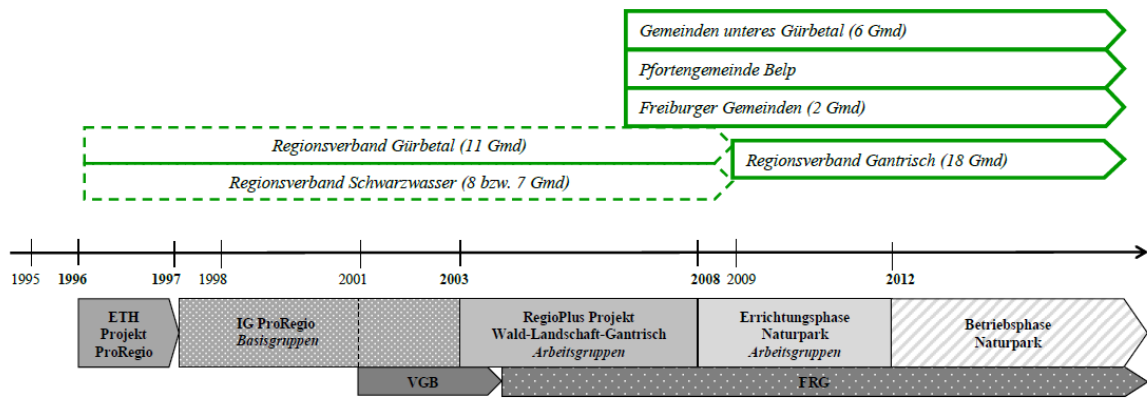 Gemeinden unteres Gürbetal (6 Gmd)
Pfortengemeinde Belp
Freiburger Gemeinden (2 Gmd)
Regionsverband Gürbetal (11 Gmd)
Regionsverband Gantrisch (18 Gmd)
Regionsverband Schwarzwasser (8 bzw. 7 Gmd)
1995 1996 1997 1998 2001 2003 2008 2009 2012
ETH
Projekt
ProRegio
IG ProRegio
Basisgruppen
RegioPlus Projekt
Wald-Landschaft-Gantrisch
Arbeitsgruppen
Errichtungsphase
Naturpark
Arbeitsgruppen
Betriebsphase
Naturpark
VGB
FRG